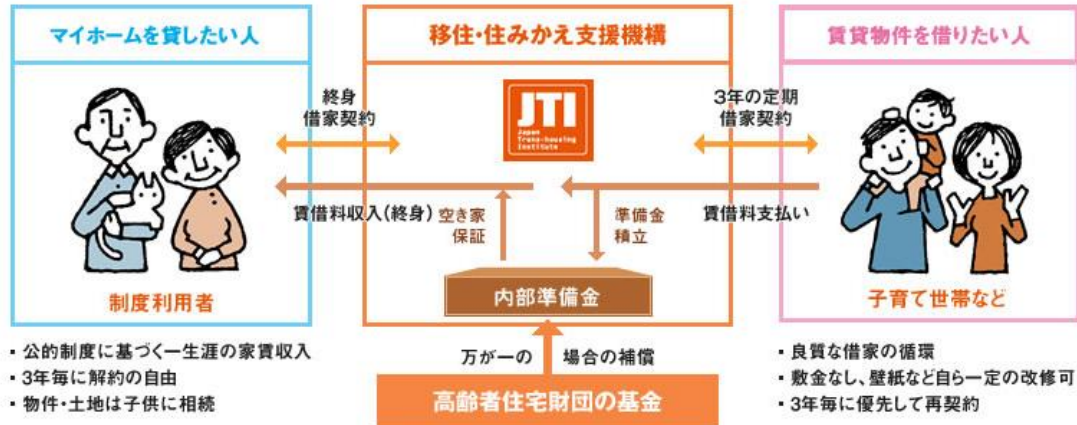 マイホームを貸したい人
移住・住みかえ支援機構
賃貸物件を借りたい人
終身
借家契約
JTI
Japan
Trans-housing
Institute
3年の定期
借家契約
賃借料収入(終身)
空き家
保証
準備金
積立
賃借料支払い
内部準備金
制度利用者
子育て世帯など
▪ 公的制度に基づく一生涯の家賃収入
▪ 3年毎に解約の自由
▪ 物件・土地は子供に相続
万が一の 場合の補償
高齢者住宅財団の基金
▪ 良質な借家の循環
▪ 敷金なし、壁紙など自ら一定の改修可
▪ 3年毎に優先して再契約